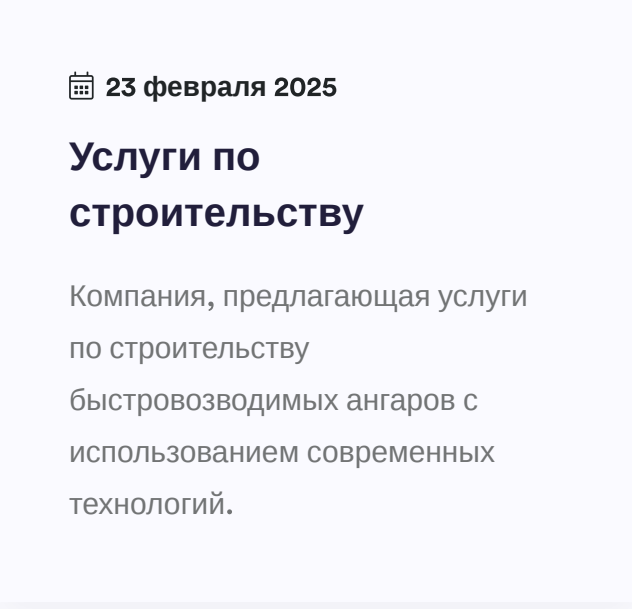 23 февраля 2025
Услуги по
строительству
Компания, предлагающая услуги
по строительству
быстровозводимых ангаров с
использованием современных
технологий.